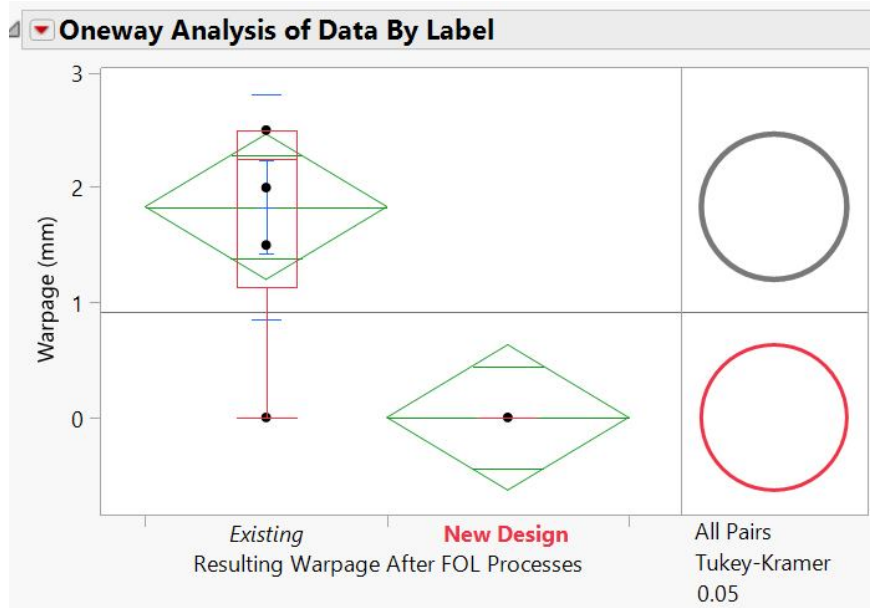 Oneway Analysis of Data By Label
3
2
1
0
Warpage (mm)
Existing
New Design
Resulting Warpage After FOL Processes
All Pairs
Tukey-Kramer
0.05